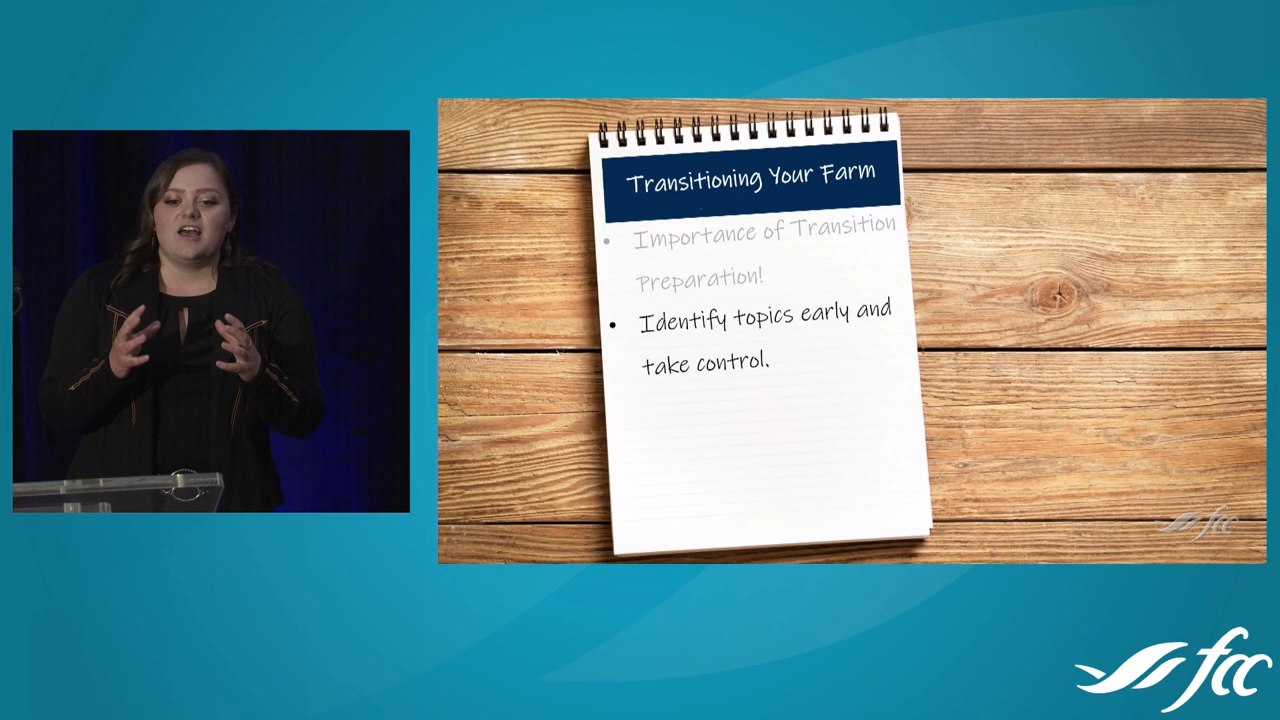 Transitioning Your Farm
• Importance of Transition
Preparation!
• Identify topics early and
take control.
fcc
fcc